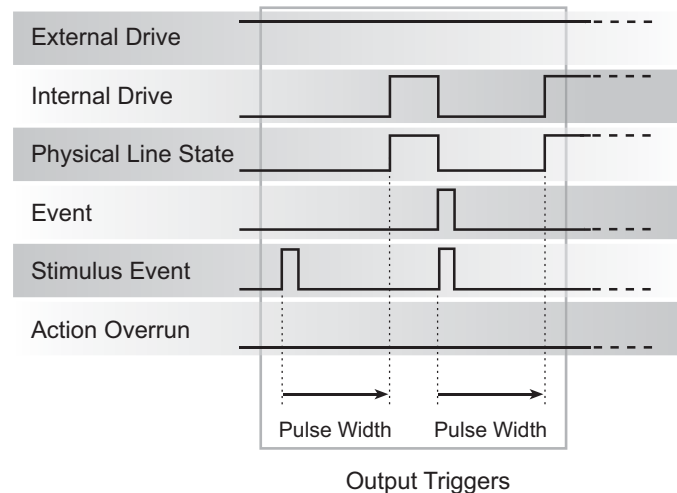 External Drive
Internal Drive
Physical Line State
Event
Stimulus Event
Action Overrun
Pulse Width Pulse Width
Output Triggers